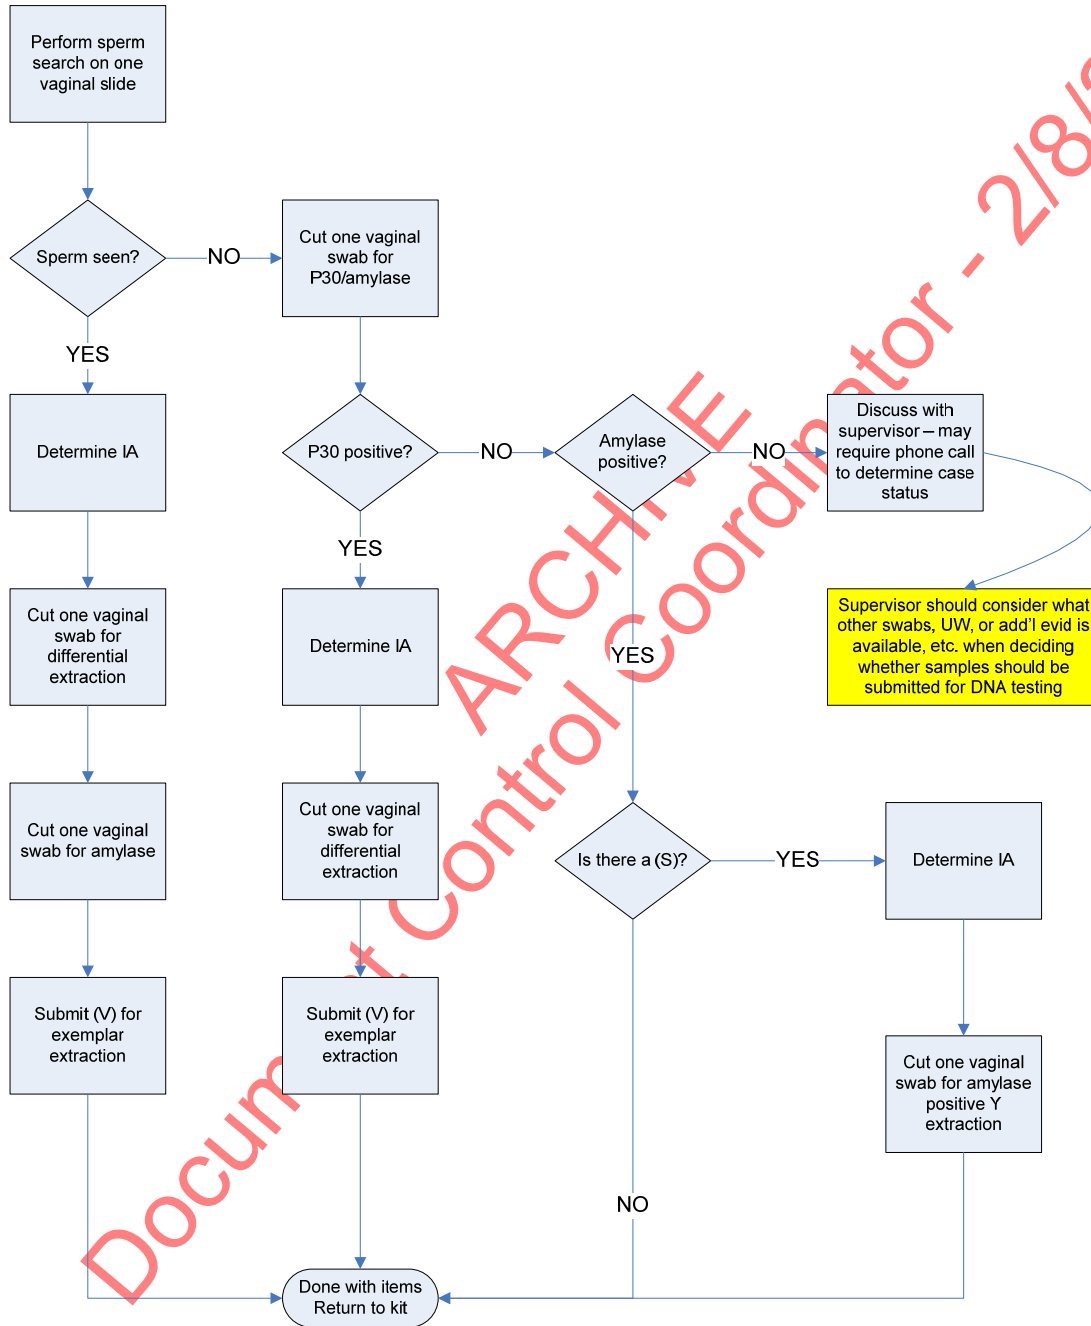 Perform sperm
search on one
vaginal slide
Sperm seen?
NO
Cut one vaginal
swab for
P30/amylase
YES
Determine IA
P30 positive?
NO
Amylase
positive?
NO
Discuss with
supervisor – may
require phone call
to determine case
status
YES
Cut one vaginal
swab for
differential
extraction
Determine IA
YES
Supervisor should consider what
other swabs, UW, or add'l evid is
available, etc. when deciding
whether samples should be
submitted for DNA testing
Cut one vaginal
swab for amylase
Cut one vaginal
swab for
differential
extraction
Is there a (S)?
YES
Determine IA
Submit (V) for
exemplar
extraction
Submit (V) for
exemplar
extraction
Cut one vaginal
swab for amylase
positive Y
extraction
NO
Done with items
Return to kit
ARCHIVE
Document Control Coordinator - 2/8/